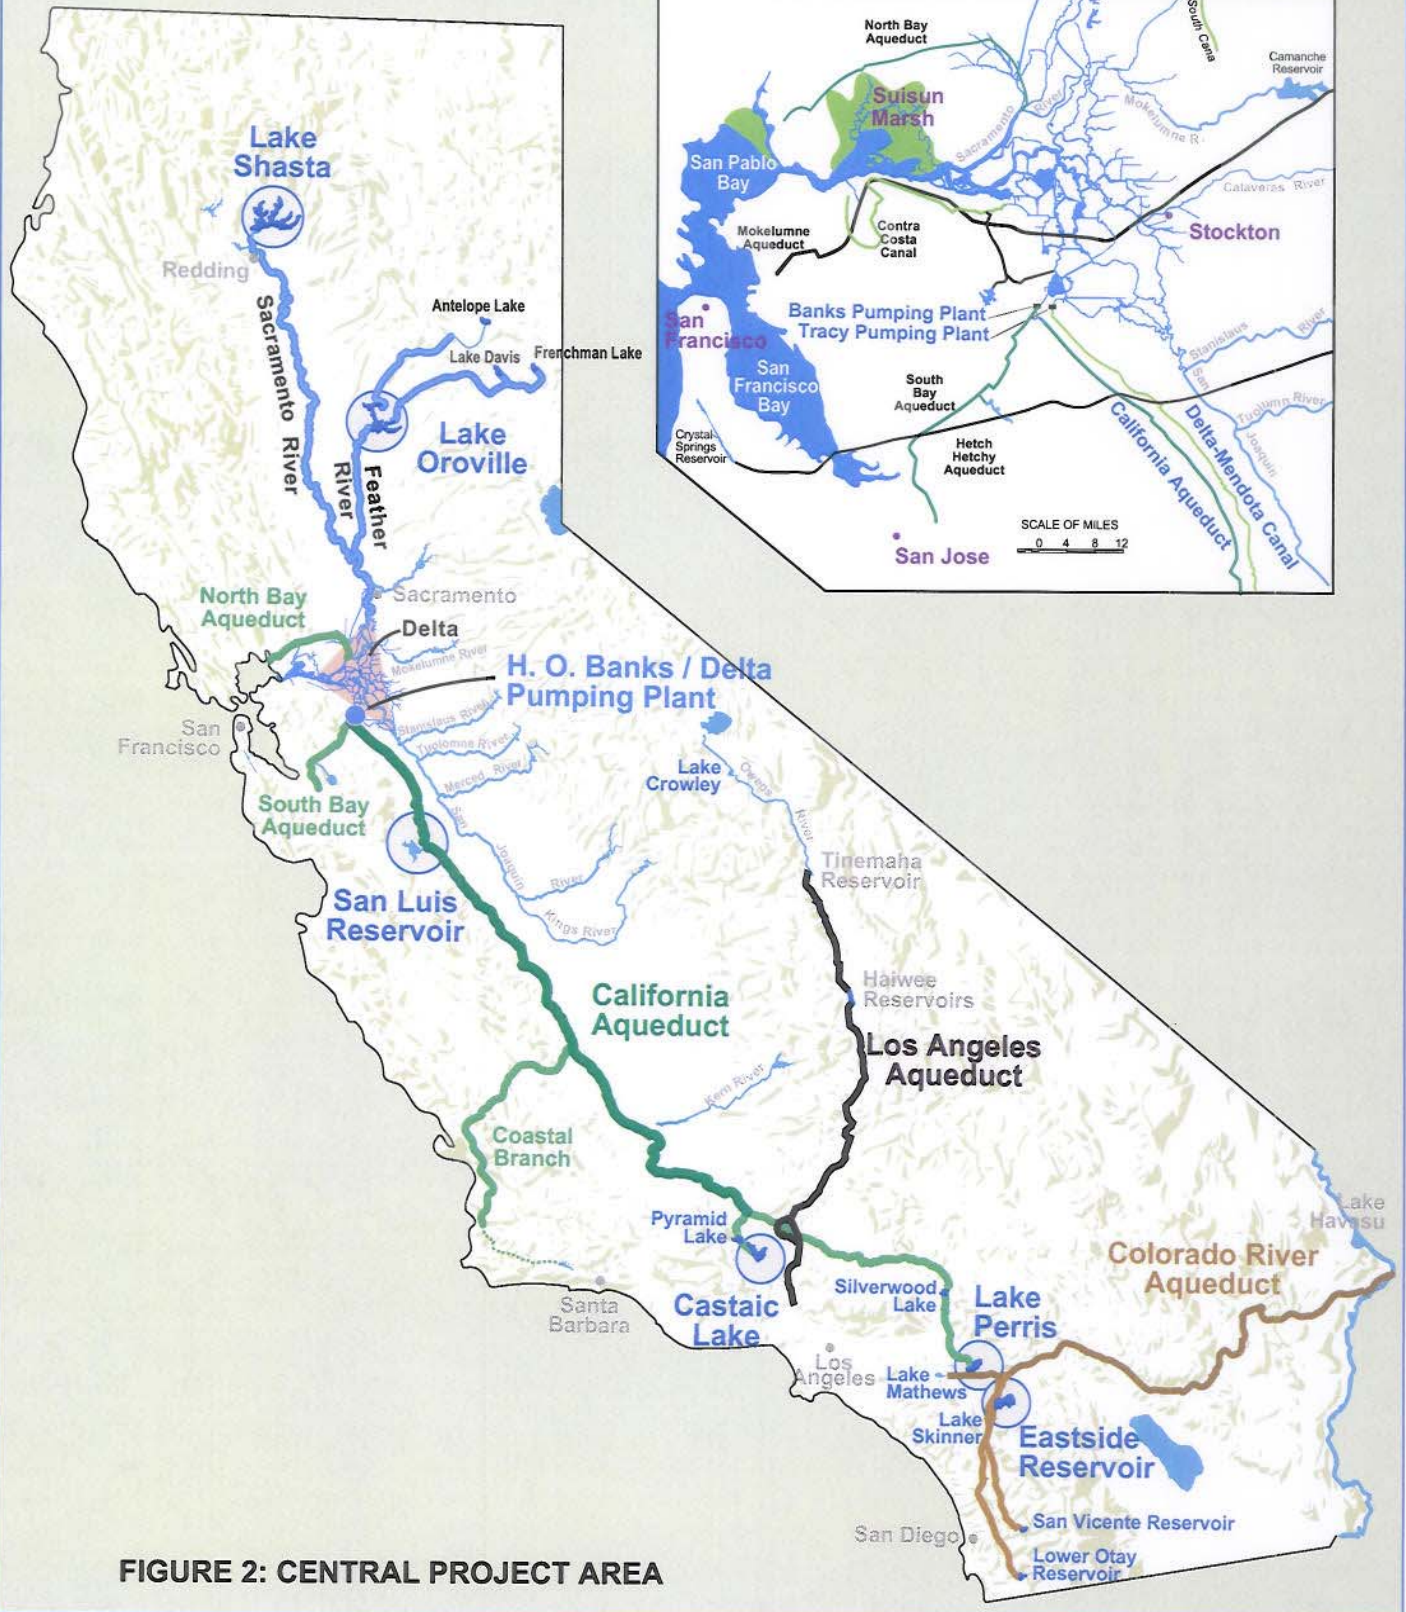 Lake
Shasta
Redding
Sacramento River
Antelope Lake
Lake Davis
Frenchman Lake
Lake
Oroville
Feather
River
North Bay
Aqueduct
Sacramento
Delta
Mokelumne River
H. O. Banks / Delta
Pumping Plant
San
Francisco
Stanislaus River
Tuolomne River
Merced River
South Bay
Aqueduct
San
Joaquin
River
Kings River
Lake
Crowley
Owens
River
Tinemaha
Reservoir
San Luis
Reservoir
Haiwee
Reservoirs
California
Aqueduct
Los Angeles
Aqueduct
Kern River
Coastal
Branch
Pyramid
Lake
Castaic
Lake
Santa
Barbara
Silverwood
Lake
Lake
Perris
Colorado River
Aqueduct
Lake
Havasu
Los
Angeles
Lake
Mathews
Lake
Skinner
Eastside
Reservoir
San Diego
San Vicente Reservoir
Lower Otay
Reservoir
FIGURE 2: CENTRAL PROJECT AREA
North Bay
Aqueduct
South Cana
Camanche
Reservoir
Suisun
Marsh
Sacramento
River
Mokelumne R.
San Pablo
Bay
Calaveras River
Mokelumne
Aqueduct
Contra
Costa
Canal
Stockton
Banks Pumping Plant
Tracy Pumping Plant
San
Francisco
Stanislaus
River
San
Francisco
Bay
South
Bay
Aqueduct
San
Joaquin
Tuolumn River
Crystal
Springs
Reservoir
Hetch
Hetchy
Aqueduct
California Aqueduct
Delta-Mendota Canal
SCALE OF MILES
0 4 8 12
San Jose